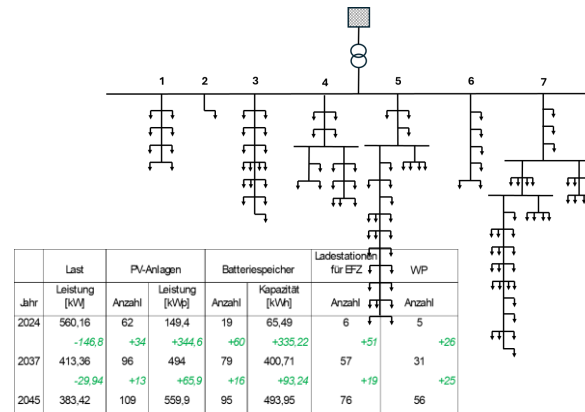 1 2 3 4 5 6 7
Last PV-Anlagen Batteriespeicher Ladestationen für EFZ WP
Jahr Leistung [kW] Anzahl Leistung [kWp] Anzahl Kapazität [kWh] Anzahl Anzahl
2024 560,16 62 149,4 19 65,49 6 5
-146,8 +34 +344,6 +60 +335,22 +51 +26
2037 413,36 96 494 79 400,71 57 31
-29,94 +13 +65,9 +16 +93,24 +19 +25
2045 383,42 109 559,9 95 493,95 76 56